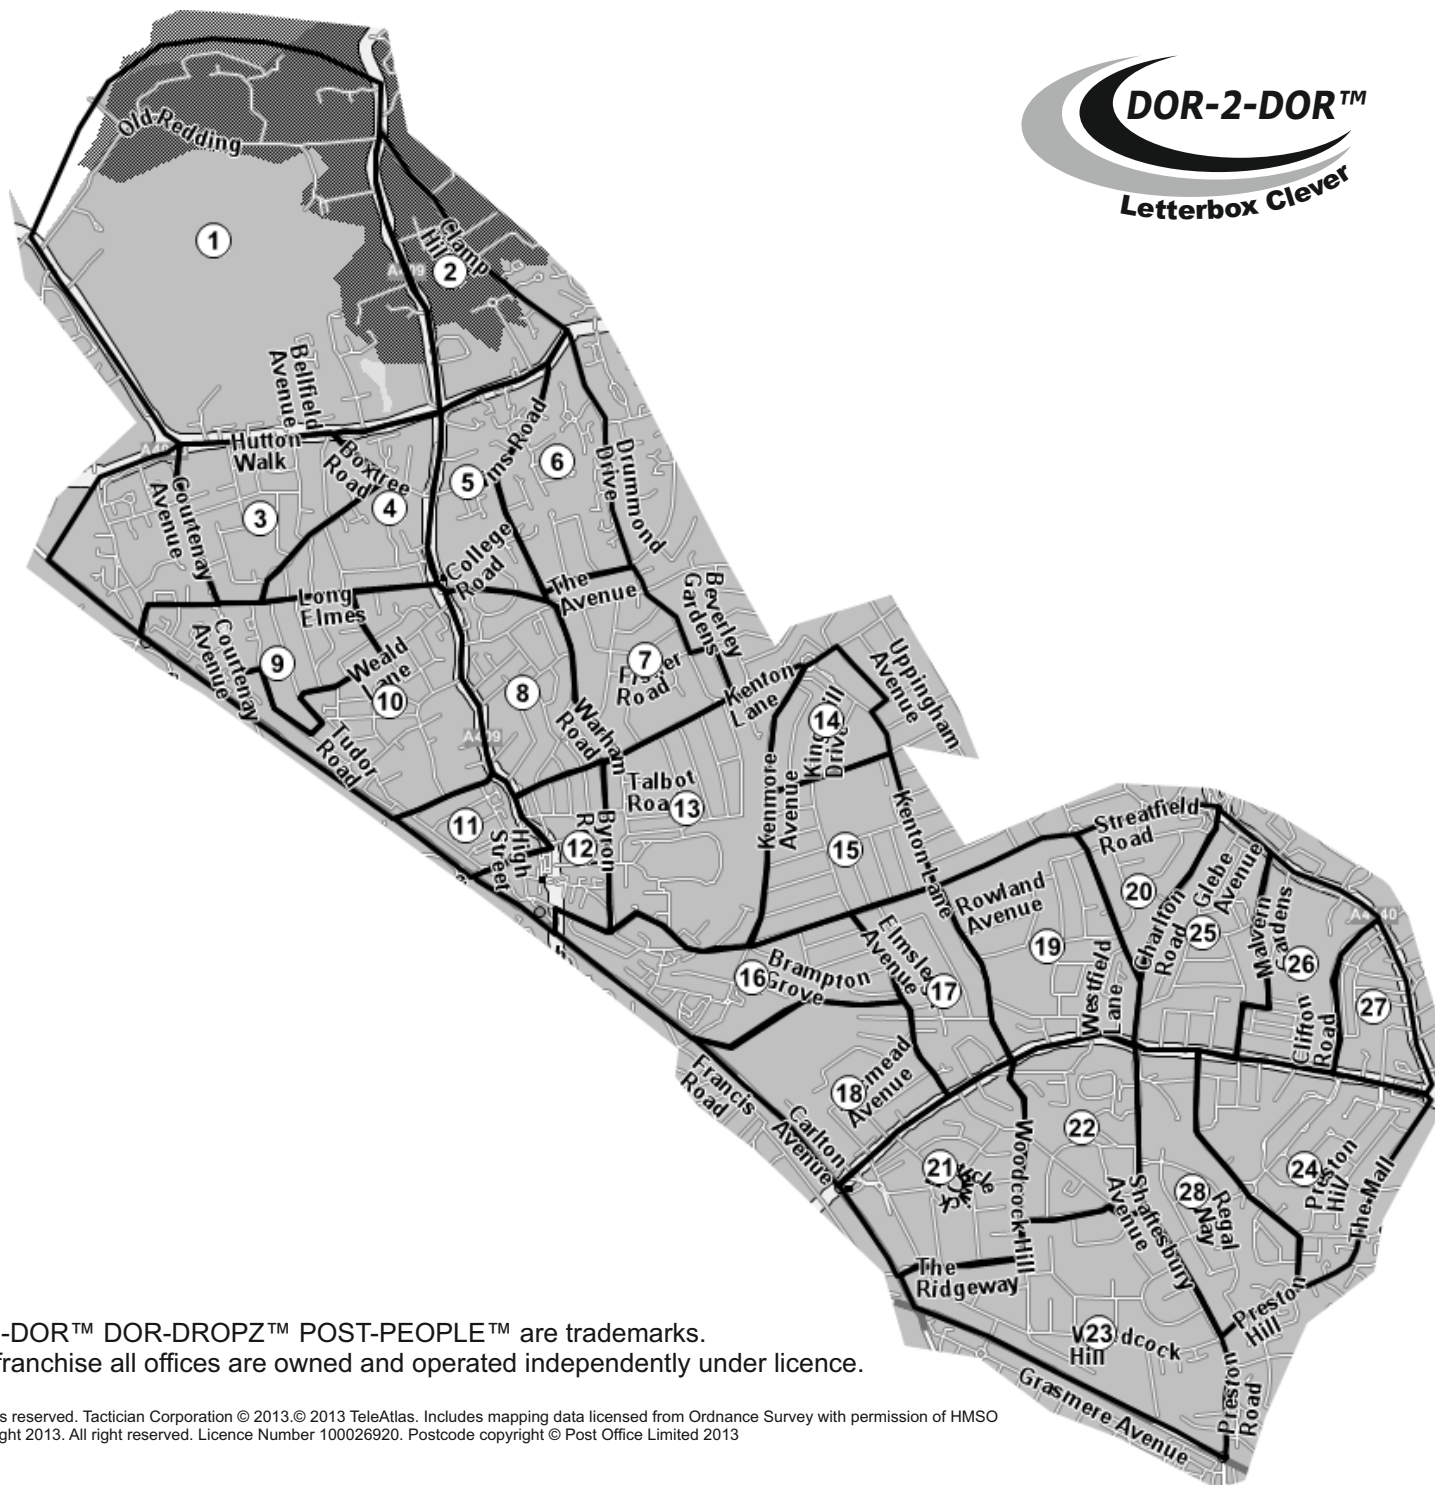 DOR-2-DOR™
Letterbox Clever
Old Redding
1
Clamp
Hill
2
Bellfield
Avenue
Hutton
Walk
Boxtree
Road
Courtenay
Avenue
3
4
5
6
Drummond
Drive
College
Road
The
Avenue
Beverley
Gardens
Long
Elmes
Courtenay
Avenue
9
Weald
Lane
10
8
7
Road
Kenton
Lane
Uppingham
Avenue
14
Drive
A409
Warham
Road
Tudor
Road
Talbot
13
Kenmore
Avenue
11
High
Street
12
Byron
15
Kenton Lane
Streatfield
Road
Rowland
Avenue
20
Glebe
Avenue
Charlton
Road
25
Malvern
Gardens
26
19
Westfield
Lane
Clifton
Road
27
16
Brampton
Grove
Avenue
17
18
Avenue
Francis
Road
Carlton
Avenue
21
22
Woodcock Hill
24
Preston
Hill
The Mall
28
Regal
Shaftesbury
Avenue
The
Ridgeway
23
Hill
Preston
Hill
Grasmere Avenue
Preston
Road
-DOR™ DOR-DROPZ™ POST-PEOPLE™ are trademarks.
franchise all offices are owned and operated independently under licence.
s reserved. Tactician Corporation © 2013.© 2013 TeleAtlas. Includes mapping data licensed from Ordnance Survey with permission of HMSO
ght 2013. All right reserved. Licence Number 100026920. Postcode copyright © Post Office Limited 2013